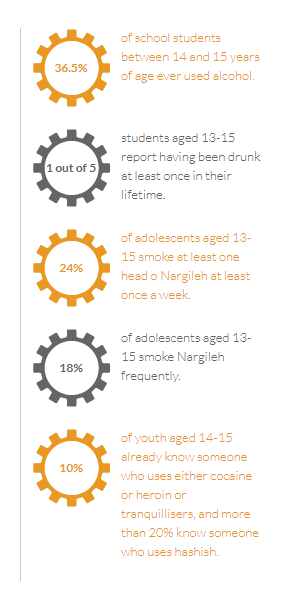 36.5%
of school students
between 14 and 15 years
of age ever used alcohol.
1 out of 5
students aged 13-15
report having been drunk
at least once in their
lifetime.
24%
of adolescents aged 13-
15 smoke at least one
head o Nargileh at least
once a week.
18%
of adolescents aged 13-
15 smoke Nargileh
frequently.
10%
of youth aged 14-15
already know someone
who uses either cocaine
or heroin or
tranquillisers, and more
than 20% know someone
who uses hashish.